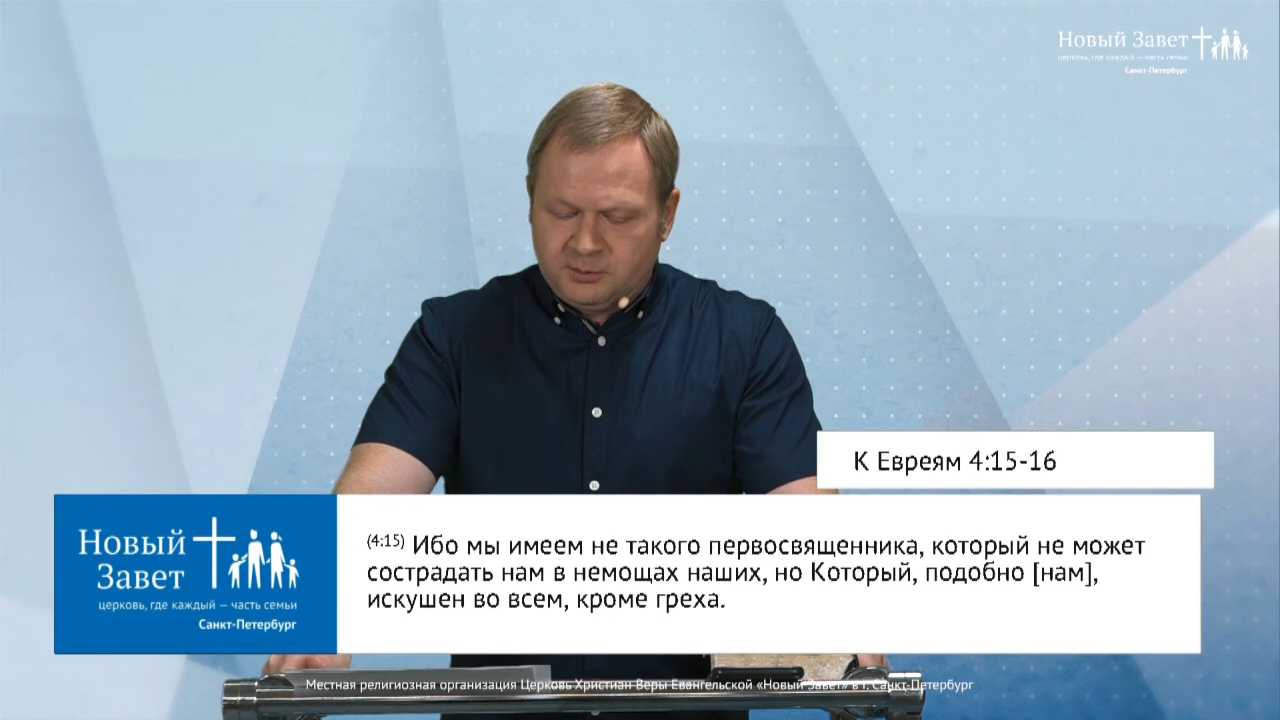 Новый Завет
церковь, где каждый — часть семьи
Санкт-Петербург
К Евреям 4:15-16
Новый
Завет
церковь, где каждый — часть семьи
Санкт-Петербург
(4:15) Ибо мы имеем не такого первосвященника, который не может
сострадать нам в немощах наших, но Который, подобно [нам],
искушен во всем, кроме греха.
Местная религиозная организация Церковь Христиан Веры Евангельской «Новый Завет» в г. Санкт-Петербург